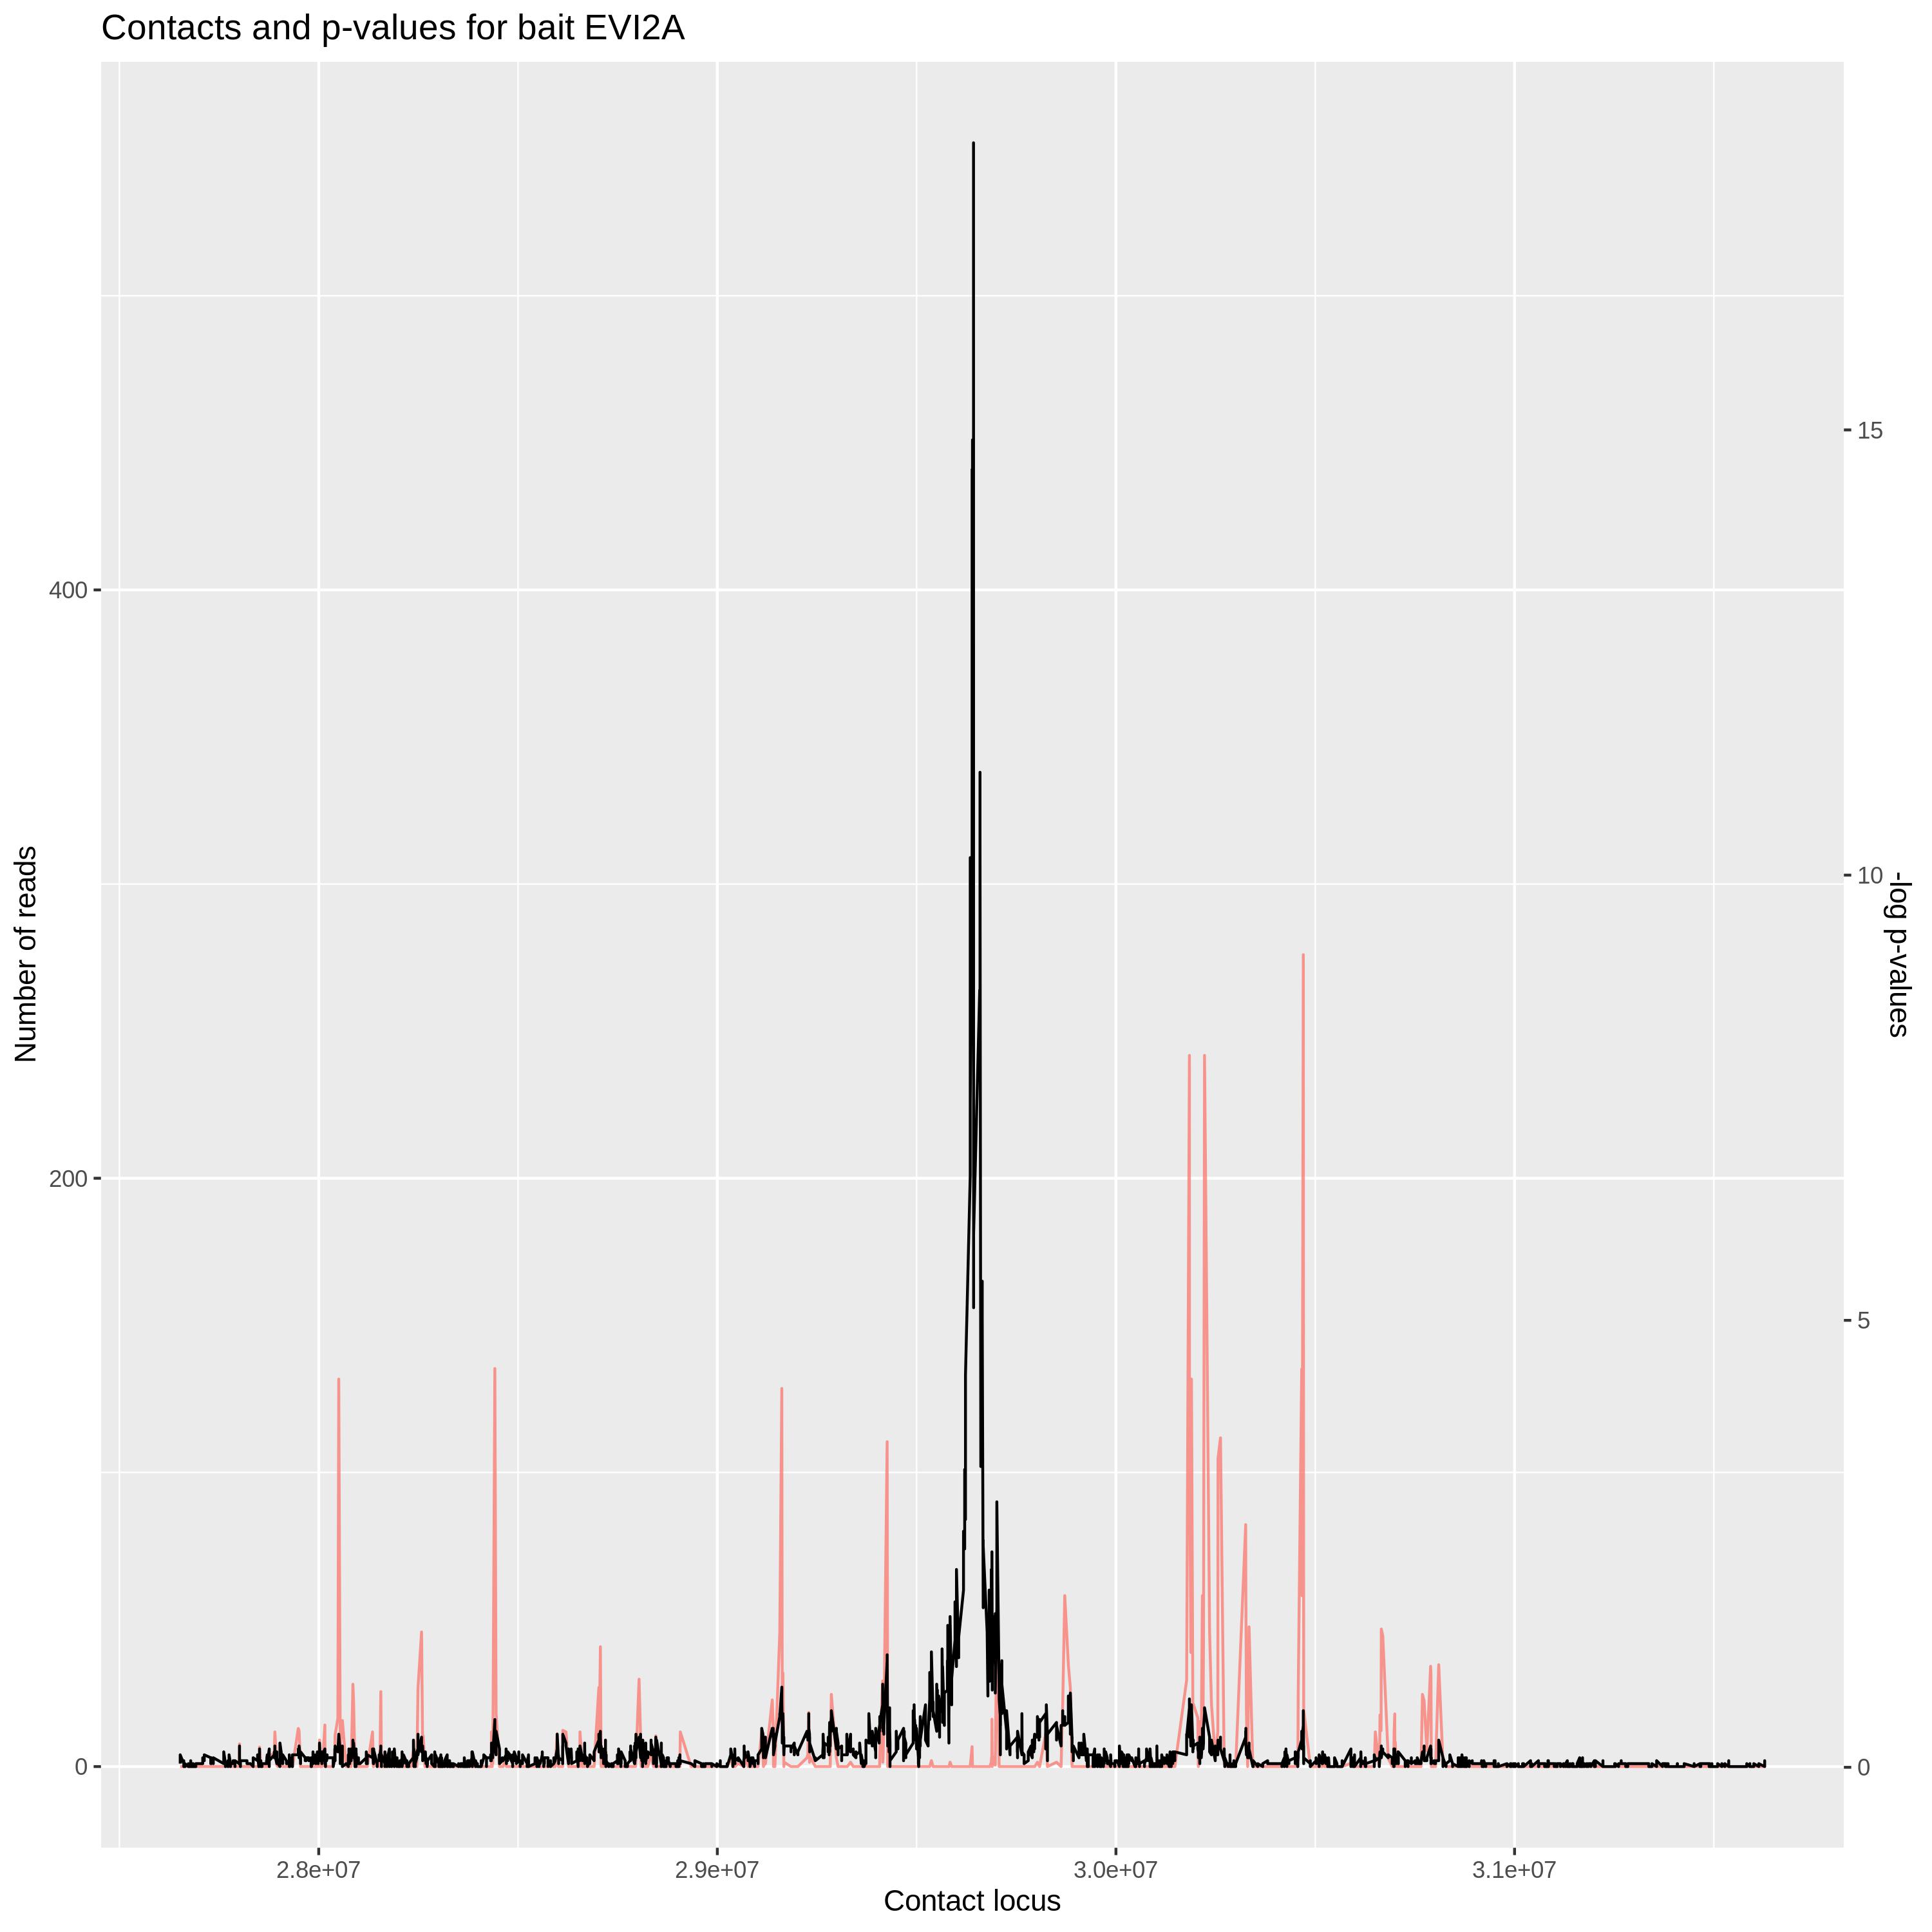 Contacts and p-values for bait EVI2A
Number of reads
400
200
0
15
10
5
0
-log p-values
2.8e+07
2.9e+07
3.0e+07
3.1e+07
Contact locus